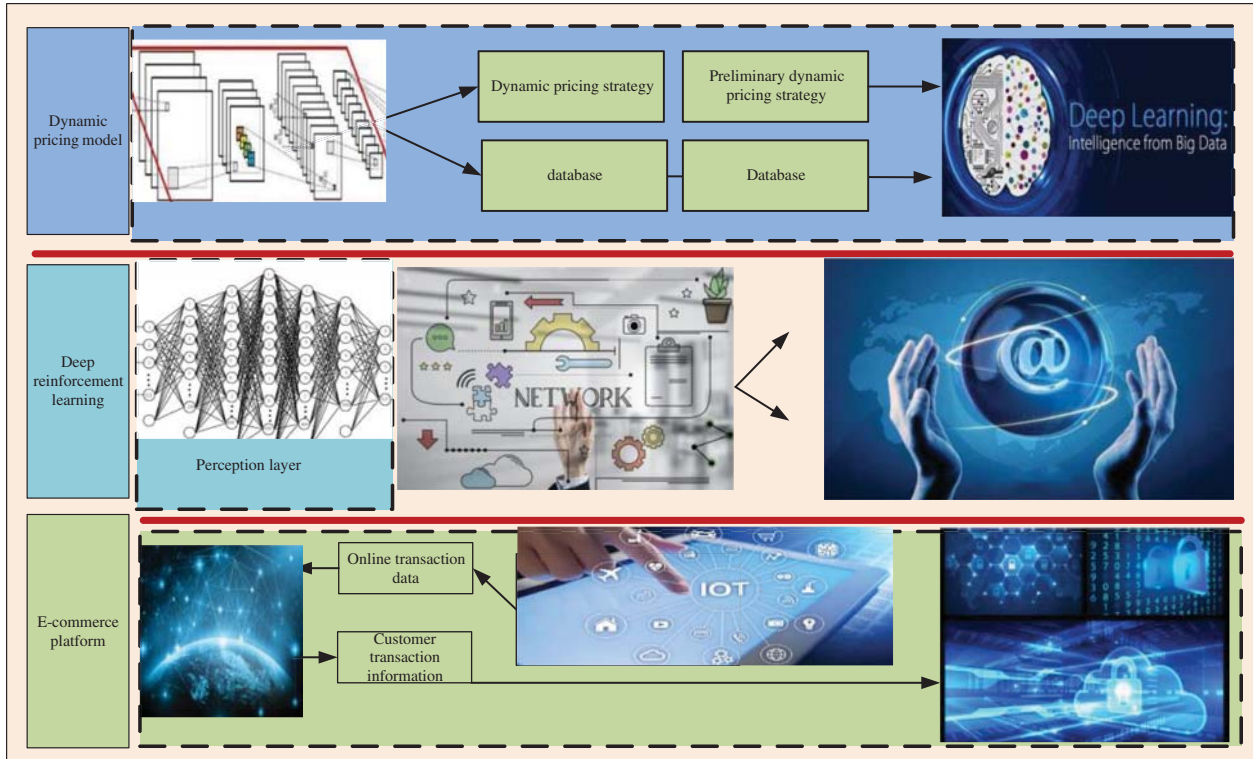 Dynamic
pricing model
Dynamic pricing strategy
Preliminary dynamic
pricing strategy
database
Database
Deep Learning:
Intelligence from Big Data
Deep
reinforcement
learning
Perception layer
NETWORK
@
E-commerce
platform
Online transaction
data
Customer
transaction
information
IOT